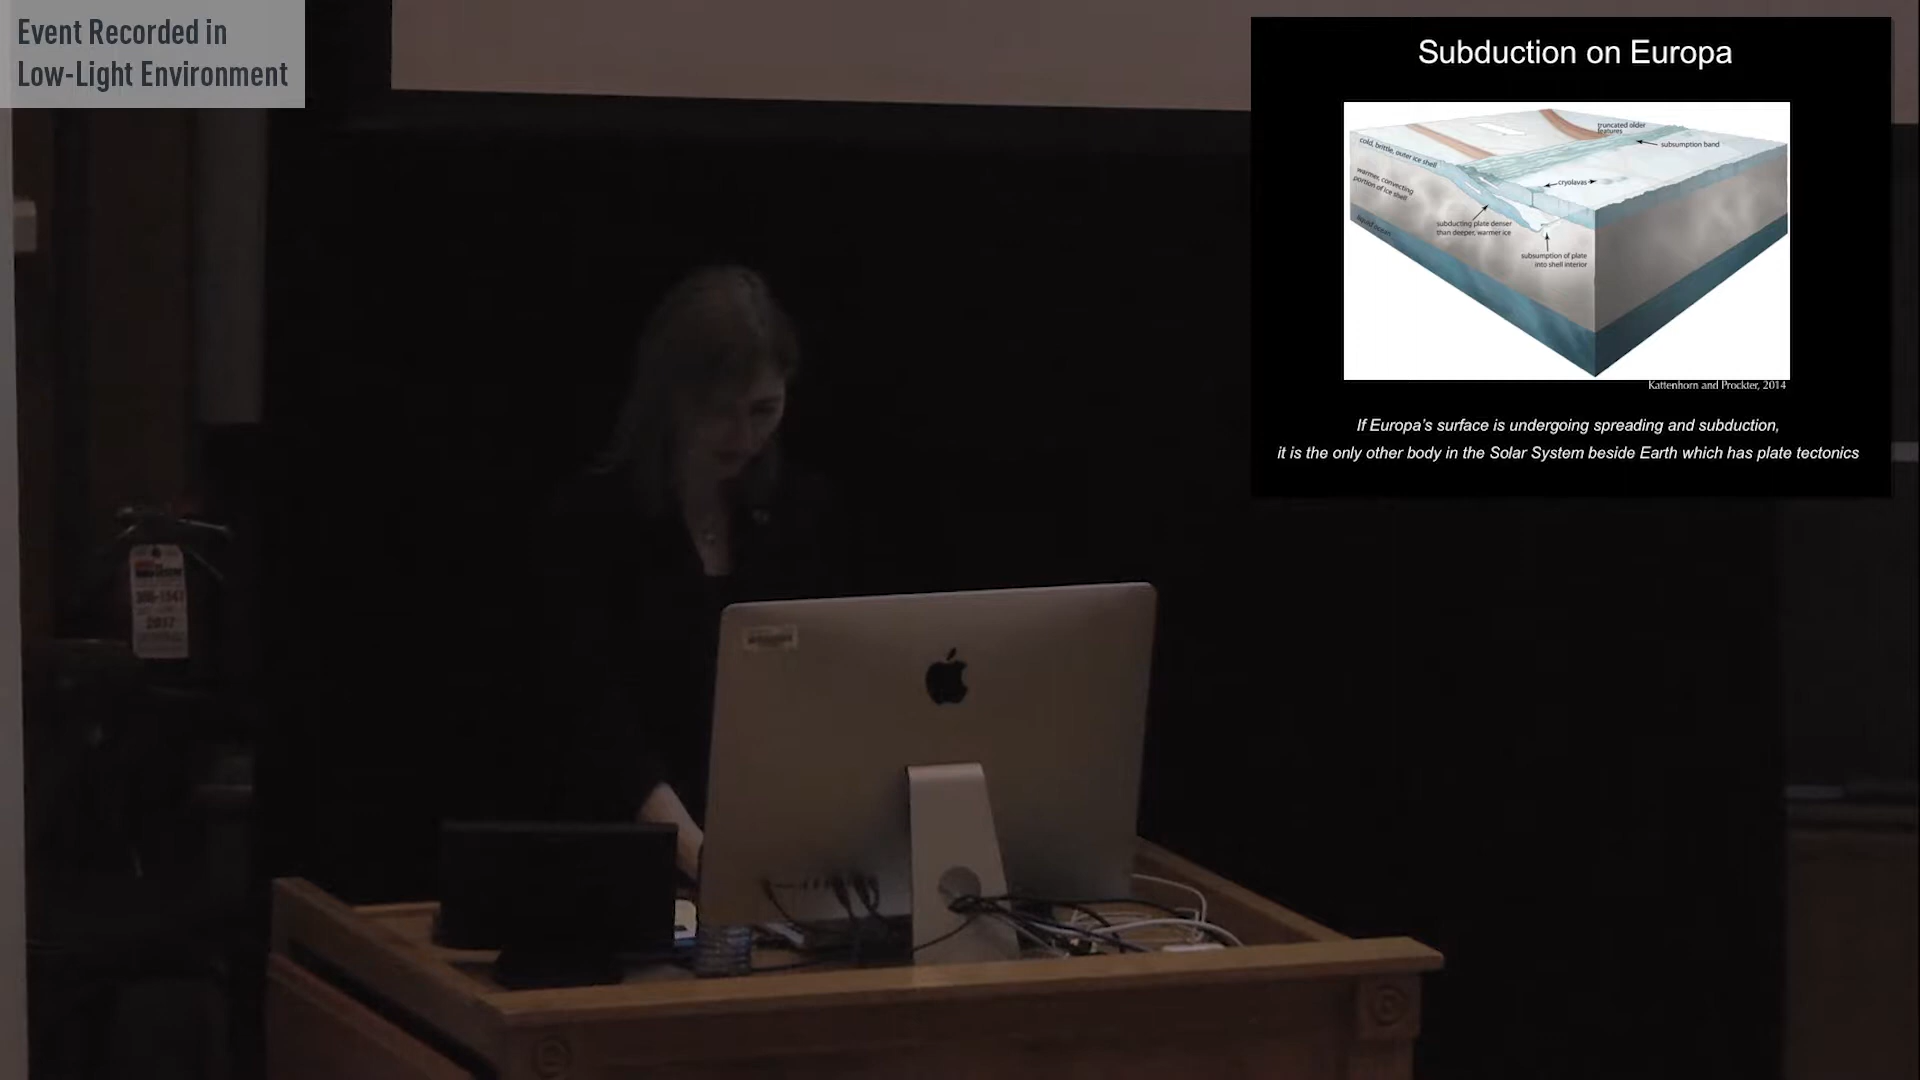 Event Recorded in
Low-Light Environment
Subduction on Europa
truncated older
features
subsumption band
cold, brittle, outer ice shell
cryolavas
warmer, convecting
portion of ice shell
subducting plate denser
than deeper, warmer ice
liquid ocean
subsumption of plate
into shell interior
Kattenhorn and Prockter, 2014
If Europa's surface is undergoing spreading and subduction,
it is the only other body in the Solar System beside Earth which has plate tectonics
2017